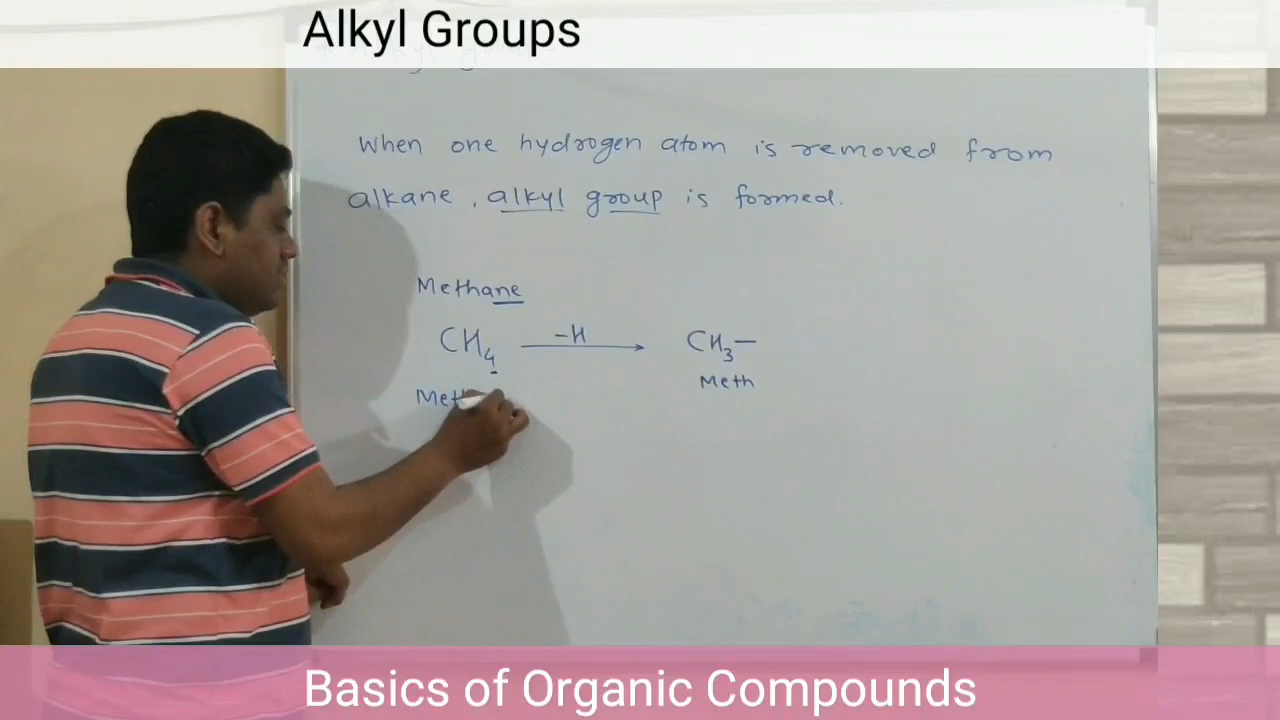 Alkyl Groups
When one hydrogen atom is removed from
alkane, alkyl group is formed.
Methane
CH4 -H CH3-
Meth
Meth
Basics of Organic Compounds